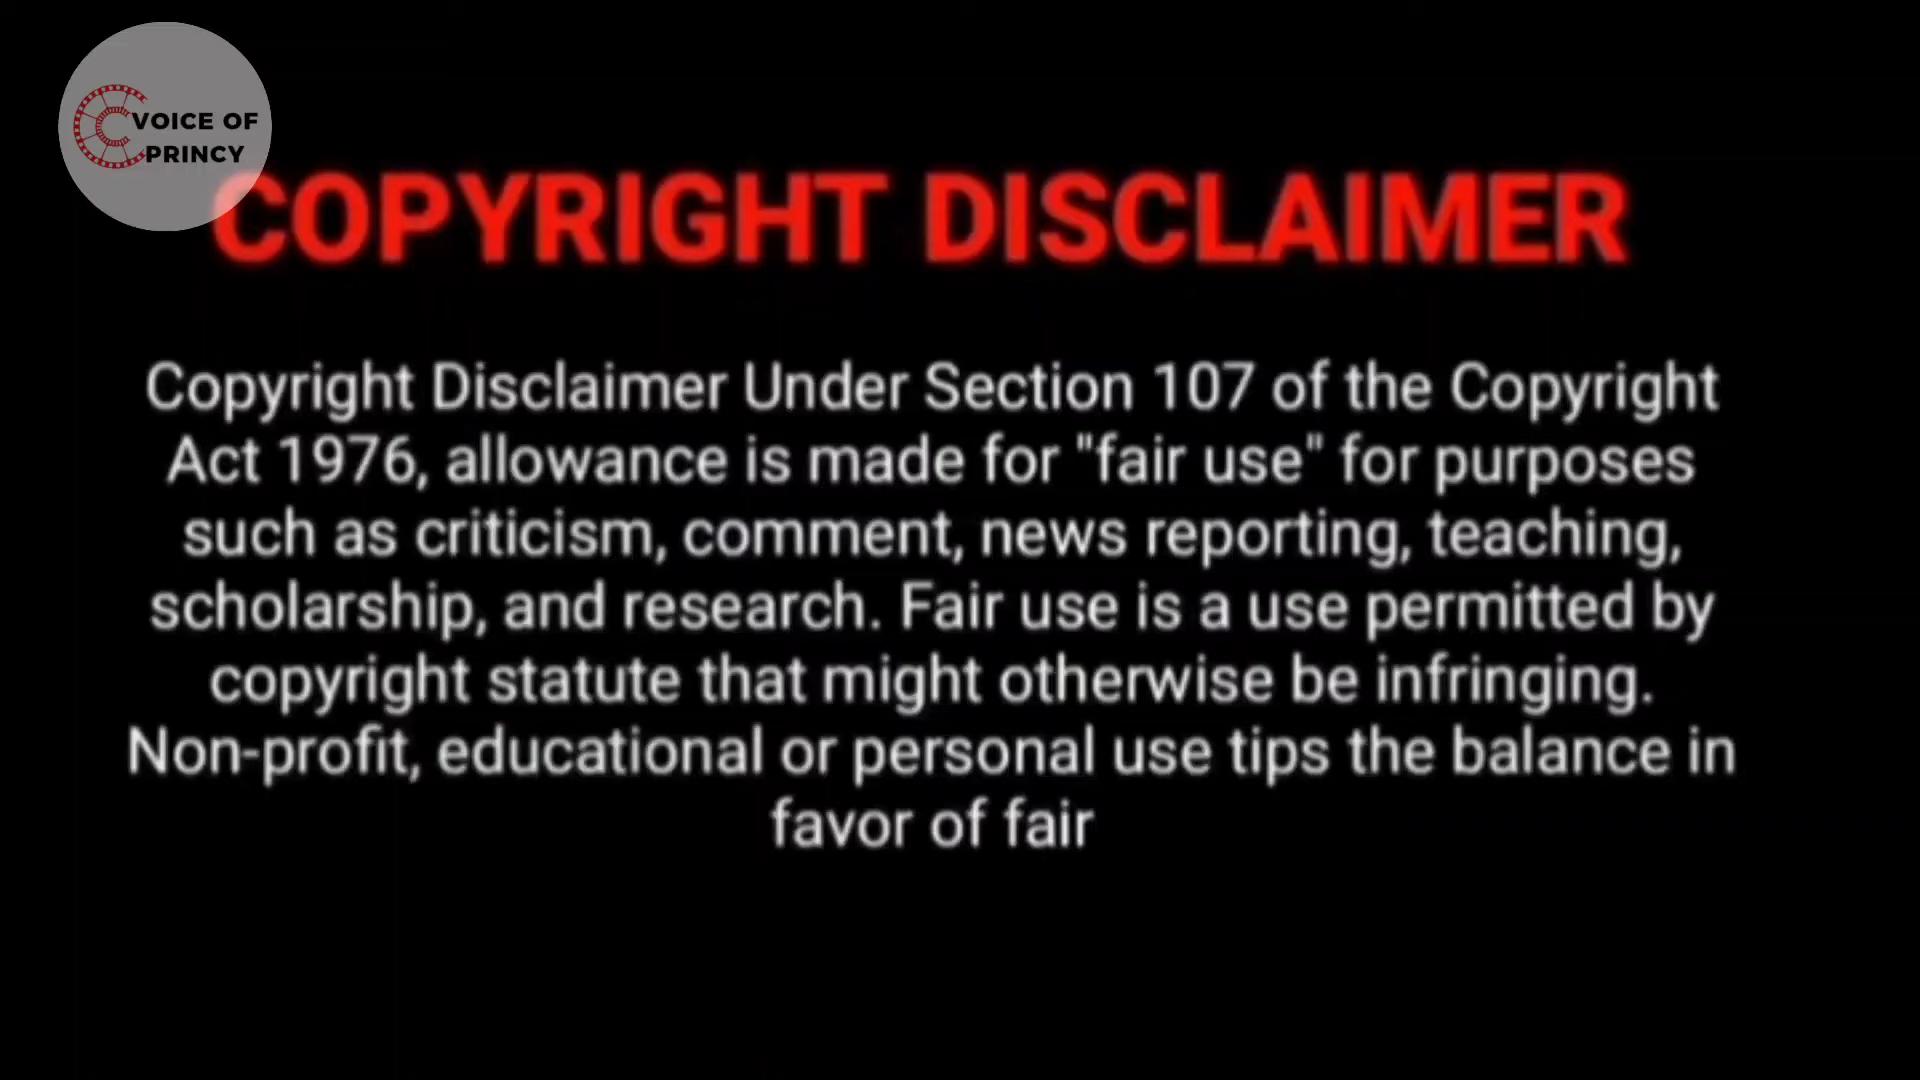 VOICE OF
PRINCY
COPYRIGHT DISCLAIMER
Copyright Disclaimer Under Section 107 of the Copyright
Act 1976, allowance is made for "fair use" for purposes
such as criticism, comment, news reporting, teaching,
scholarship, and research. Fair use is a use permitted by
copyright statute that might otherwise be infringing.
Non-profit, educational or personal use tips the balance in
favor of fair